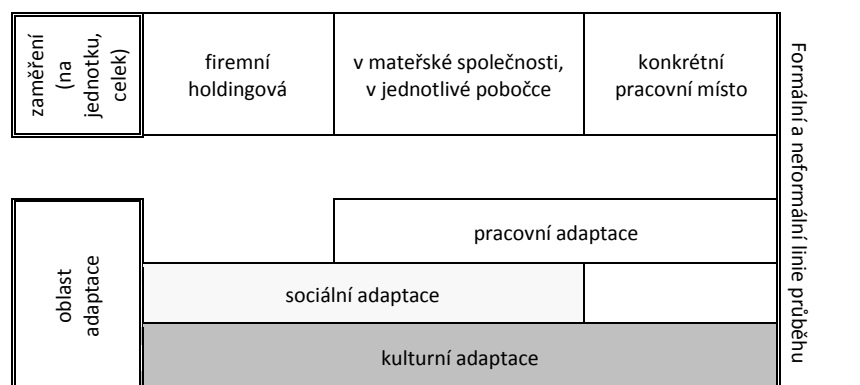 zaměření
(na
jednotku,
celek)
firemní
holdingová
v mateřské společnosti,
v jednotlivé pobočce
konkrétní
pracovní místo
Formální a neformální linie průběhu
oblast
adaptace
pracovní adaptace
sociální adaptace
kulturní adaptace